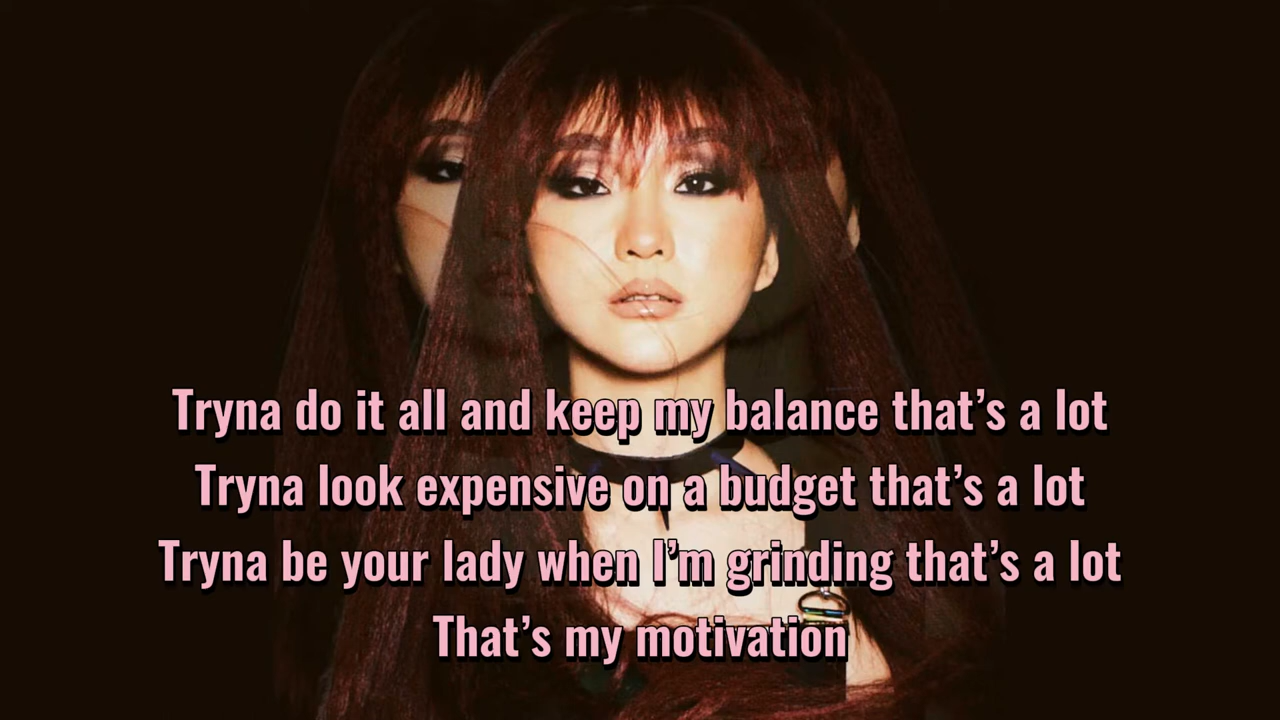 Tryna do it all and keep my balance that’s a lot
Tryna look expensive on a budget that’s a lot
Tryna be your lady when I’m grinding that’s a lot
That’s my motivation